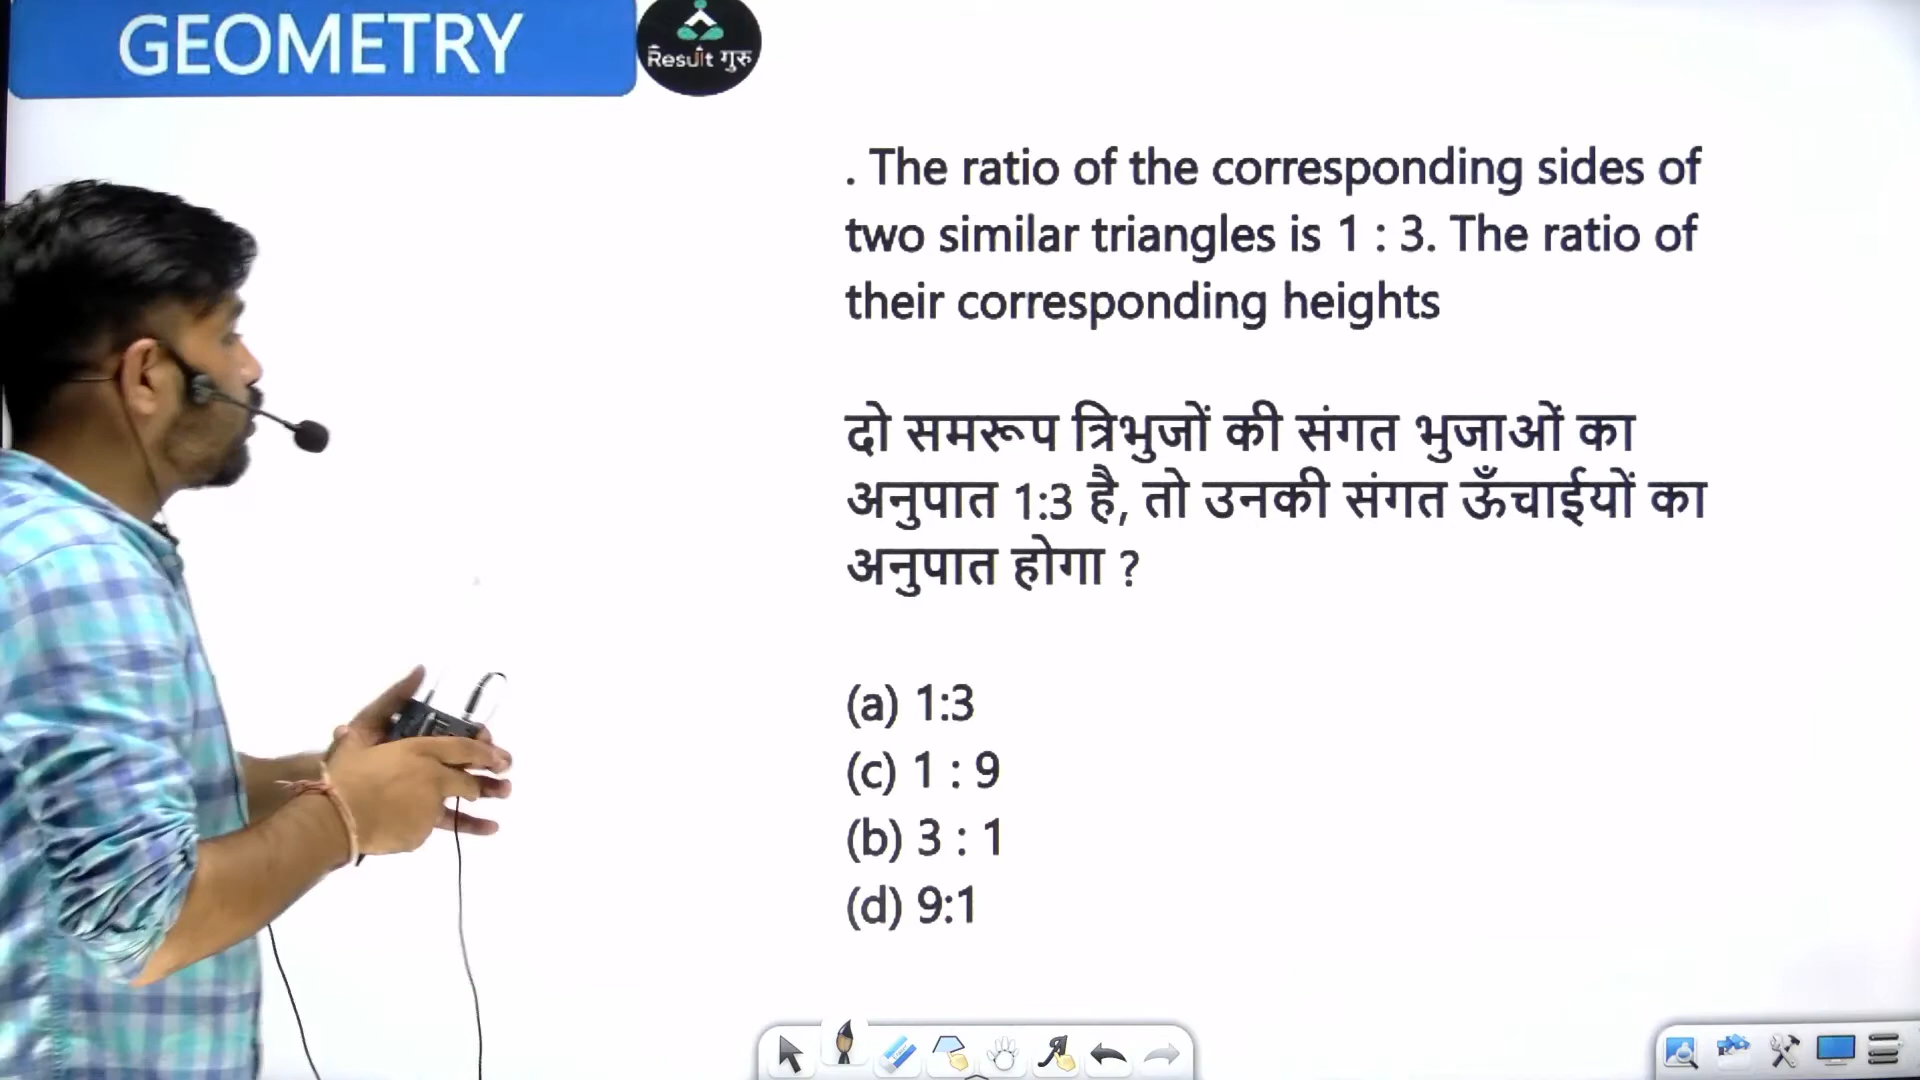 GEOMETRY
Result गुरु
. The ratio of the corresponding sides of
two similar triangles is 1 : 3. The ratio of
their corresponding heights
दो समरूप त्रिभुजों की संगत भुजाओं का
अनुपात 1:3 है, तो उनकी संगत ऊँचाईयों का
अनुपात होगा ?
(a) 1:3
(c) 1 : 9
(b) 3 : 1
(d) 9:1